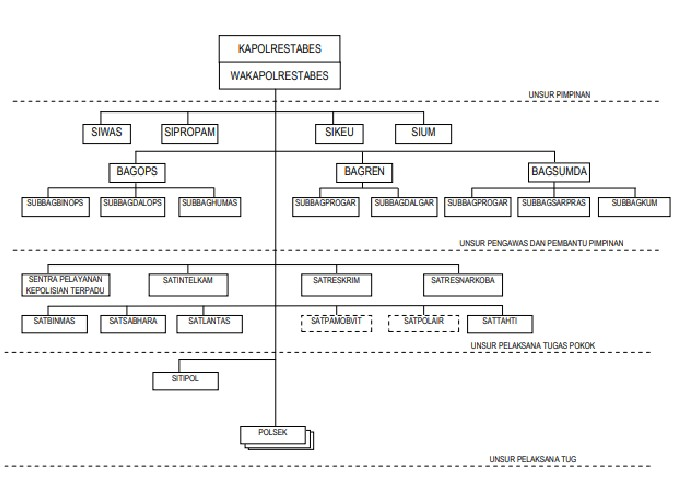 KAPOLRESTABES
WAKAPOLRESTABES
UNSUR PIMPINAN
SIWAS
SIPROPAM
SIKEU
SIUM
BAGOPS
BAGREN
BAGSUMDA
SUBBAGBINOPS
SUBBAGDALOPS
SUBBAGHUMAS
SUBBAGPROGAR
SUBBAGDALGAR
SUBBAGPROGAR
SUBBAGSARPRAS
SUBBAGKUM
UNSUR PENGAWAS DAN PEMBANTU PIMPINAN
SENTRA PELAYANAN
KEPOLISIAN TERPADU
SATINTELKAM
SATRESKRIM
SATRESNARKOBA
SATBINMAS
SATSABHARA
SATLANTAS
SATPAMOBVIT
SATPOLAIR
SATTAHTI
UNSUR PELAKSANA TUGAS POKOK
SITIPOL
POLSEK
UNSUR PELAKSANA TUG